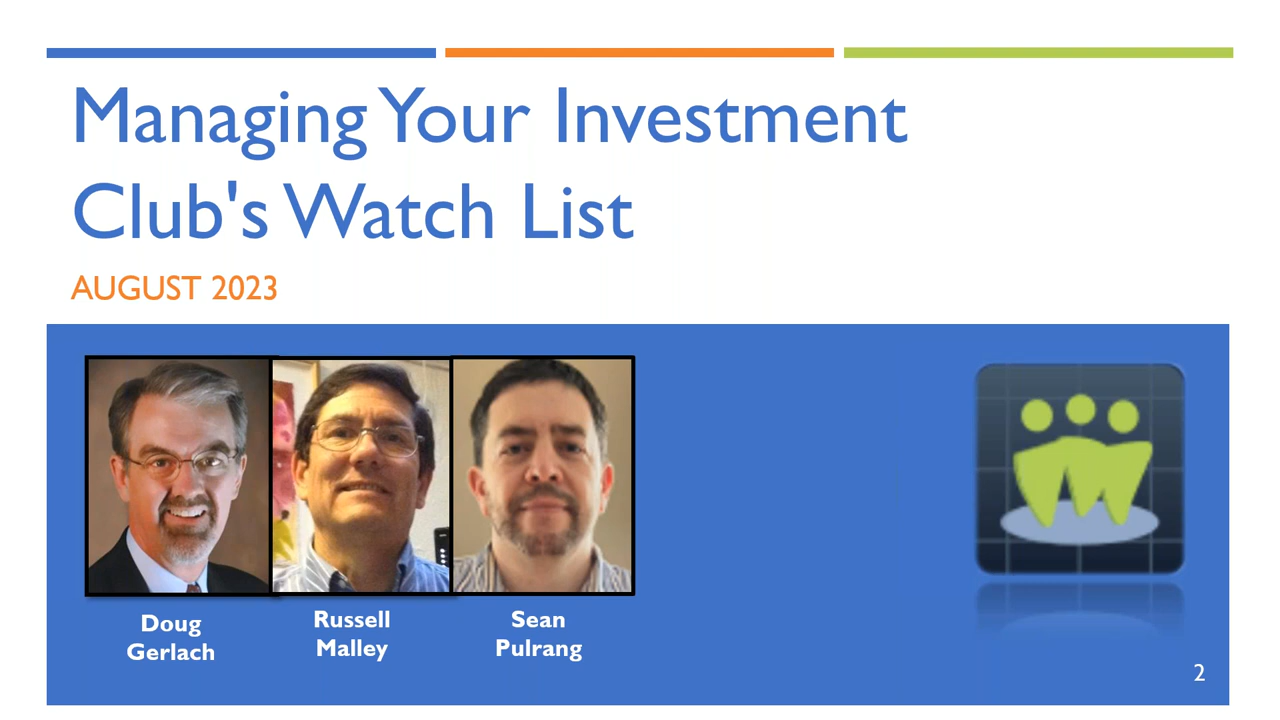 Managing Your Investment
Club's Watch List
AUGUST 2023
Doug
Gerlach
Russell
Malley
Sean
Pulrang
2